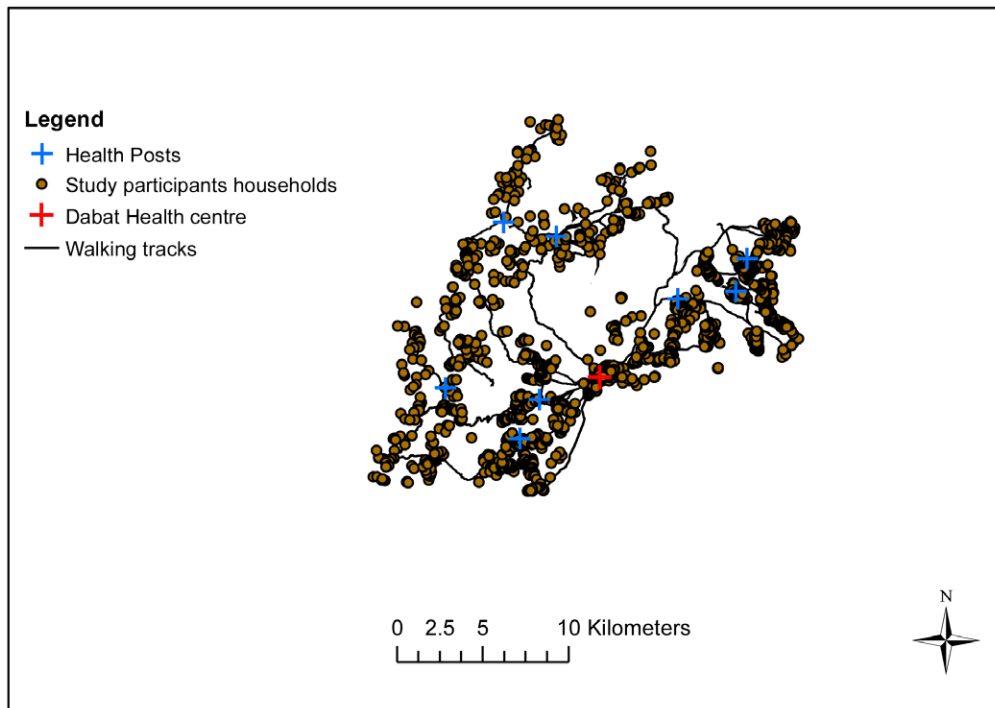 Legend
Health Posts
Study participants households
Dabat Health centre
Walking tracks
N
0 2.5 5 10 Kilometers